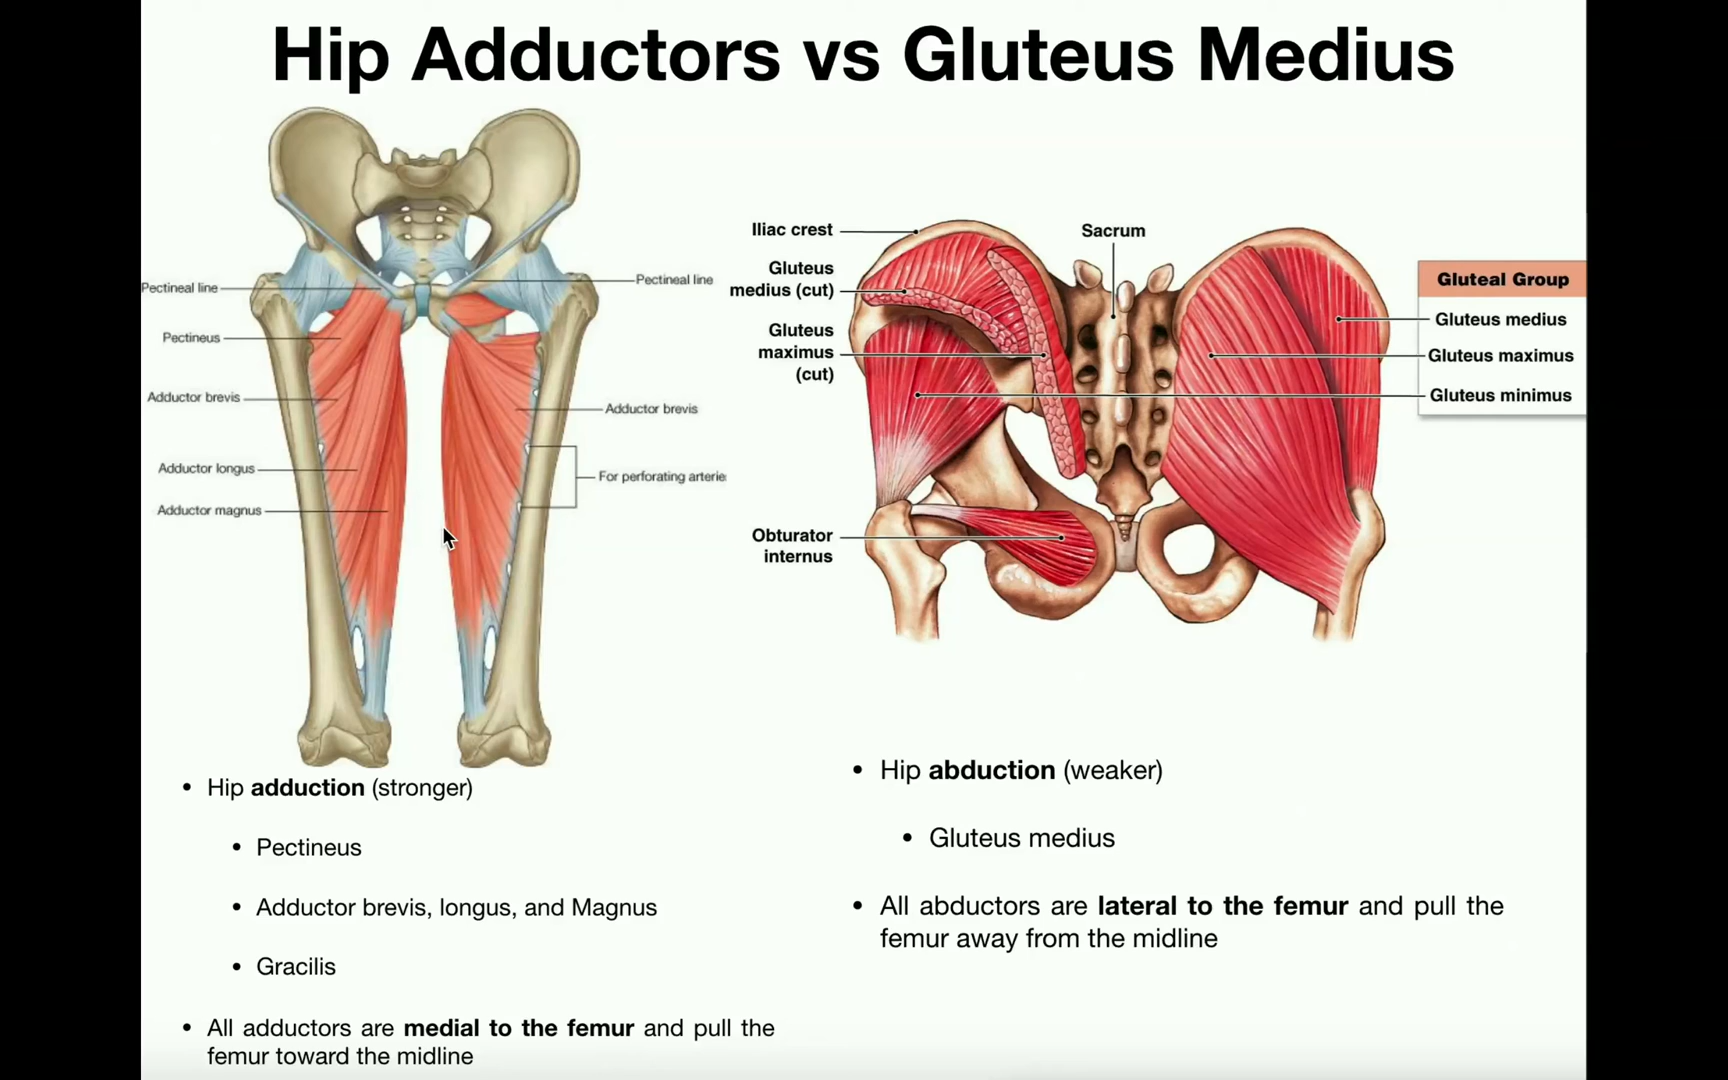 Hip Adductors vs Gluteus Medius
Pectineal line
Pectineus
Adductor brevis
Adductor longus
Adductor magnus
Pectineal line
Adductor brevis
For perforating arterie
Iliac crest
Gluteus
medius (cut)
Gluteus
maximus
(cut)
Obturator
internus
Sacrum
Gluteal Group
Gluteus medius
Gluteus maximus
Gluteus minimus
• Hip adduction (stronger)
• Pectineus
• Adductor brevis, longus, and Magnus
• Gracilis
• All adductors are medial to the femur and pull the
femur toward the midline
• Hip abduction (weaker)
• Gluteus medius
• All abductors are lateral to the femur and pull the
femur away from the midline